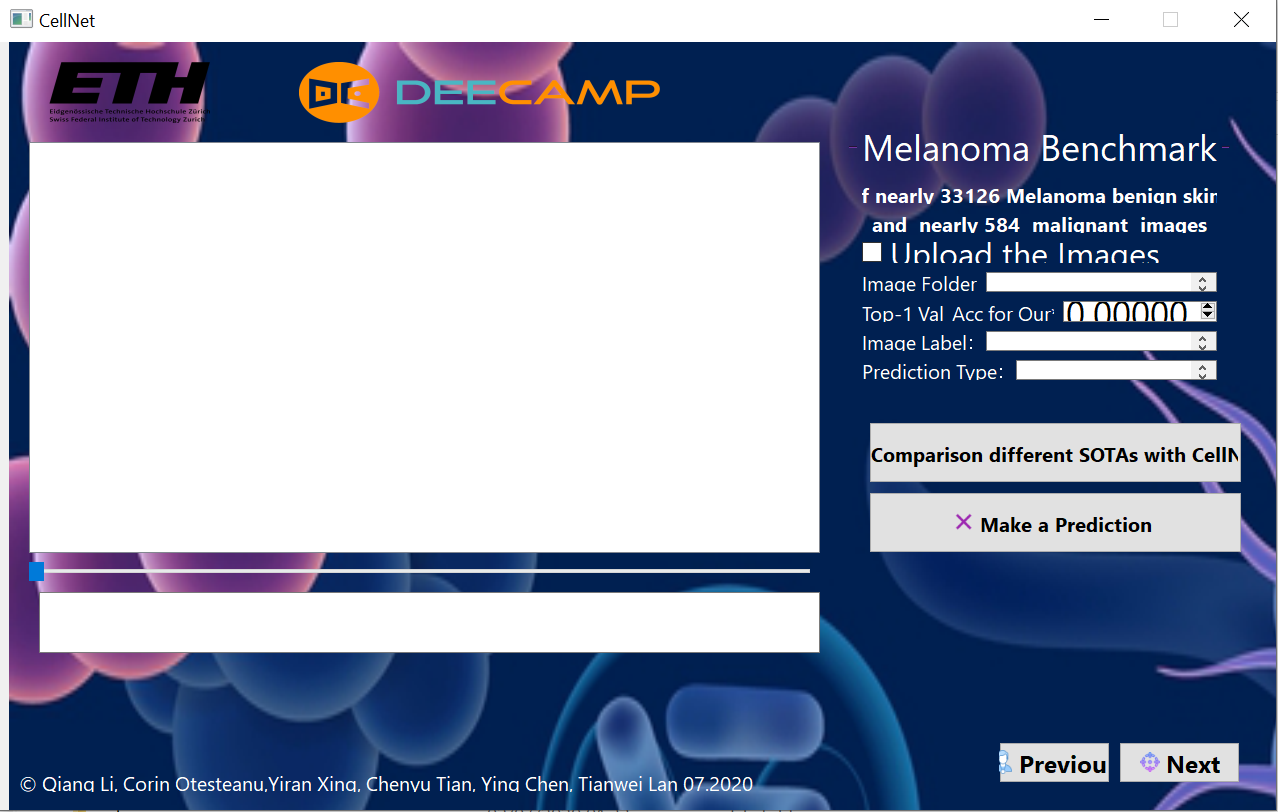 CellNet
ETH
Eidgenössische Technische Hochschule Züric
Swiss Federal Institute of Technology Zurich
DC DEECAMP
Melanoma Benchmark
f nearly 33126 Melanoma benign skin
and nearly 584 malignant images
Upload the Images
Image Folder
Top-1 Val Acc for Our
0.00000
Image Label:
Prediction Type:
Comparison different SOTAs with CellN
Make a Prediction
Previou
Next
© Qiang Li, Corin Otesteanu,Yiran Xing, Chenyu Tian, Ying Chen, Tianwei Lan 07.2020